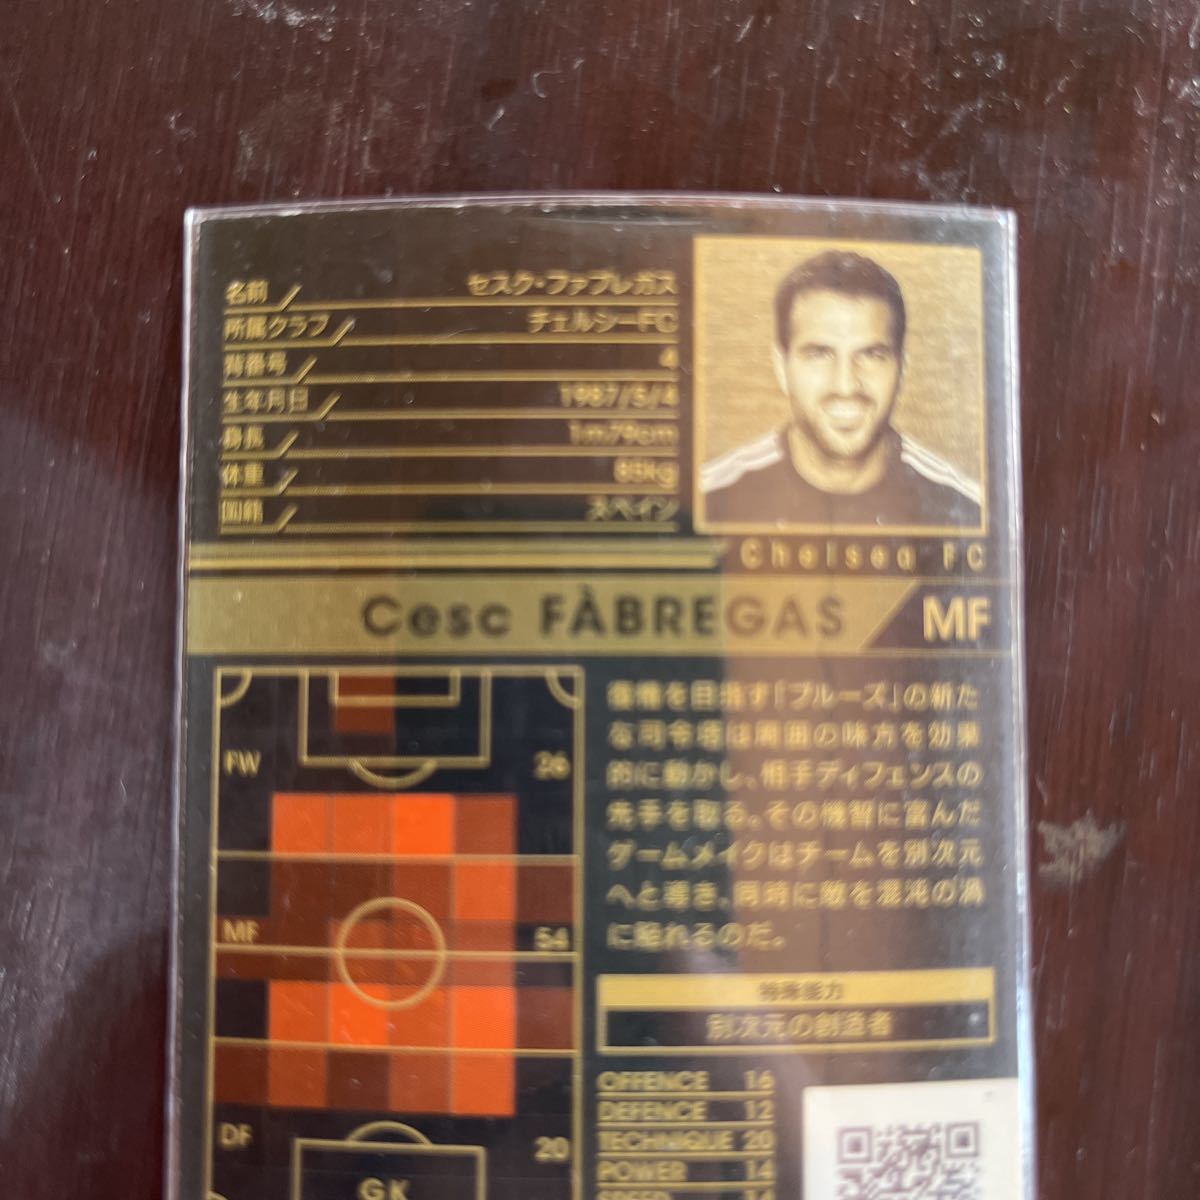 名前 セスク・ファブレガス
所属クラブ チェルシーFC
背番号 4
生年月日 1987/5/4
身長 1m79cm
体重
国籍 スペイン
Chelsea FC
Cesc FÀBREGAS MF
復権を目指す「ブルーズ」の新た
な司令塔は周囲の味方を効果
的に動かし、相手ディフェンスの
先手を取る。その機智に富んだ
ゲームメイクはチームを別次元
へと導き、同時に敵を混沌の渦
に陥れるのだ。
特殊能力
別次元の創造者
FW 26
MF 54
DF 20
GK
OFFENCE 16
DEFENCE 12
TECHNIQUE 20
POWER 14
SPEED